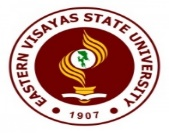 EASTERN VISAYAS STATE UNIVERSITY
• 1907 •